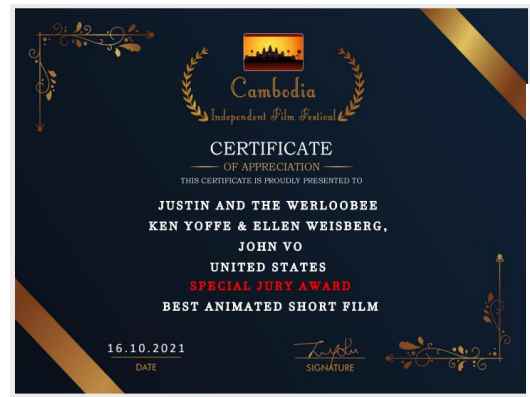 Cambodia
Independent Film Festival
CERTIFICATE
OF APPRECIATION
THIS CERTIFICATE IS PROUDLY PRESENTED TO
JUSTIN AND THE WERLOOBEE
KEN YOFFE & ELLEN WEISBERG,
JOHN VO
UNITED STATES
SPECIAL JURY AWARD
BEST ANIMATED SHORT FILM
16.10.2021
DATE
SIGNATURE